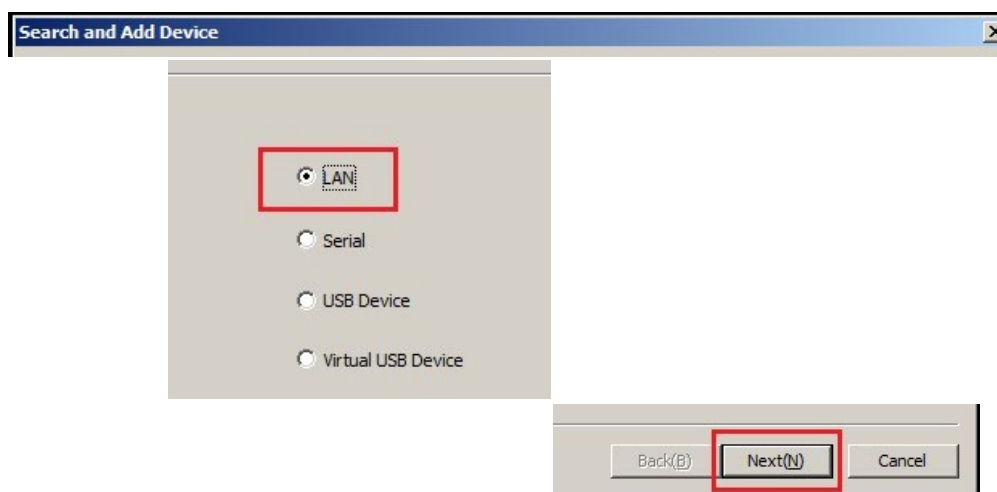 Search and Add Device
LAN
Serial
USB Device
Virtual USB Device
Back(B) Next(N) Cancel